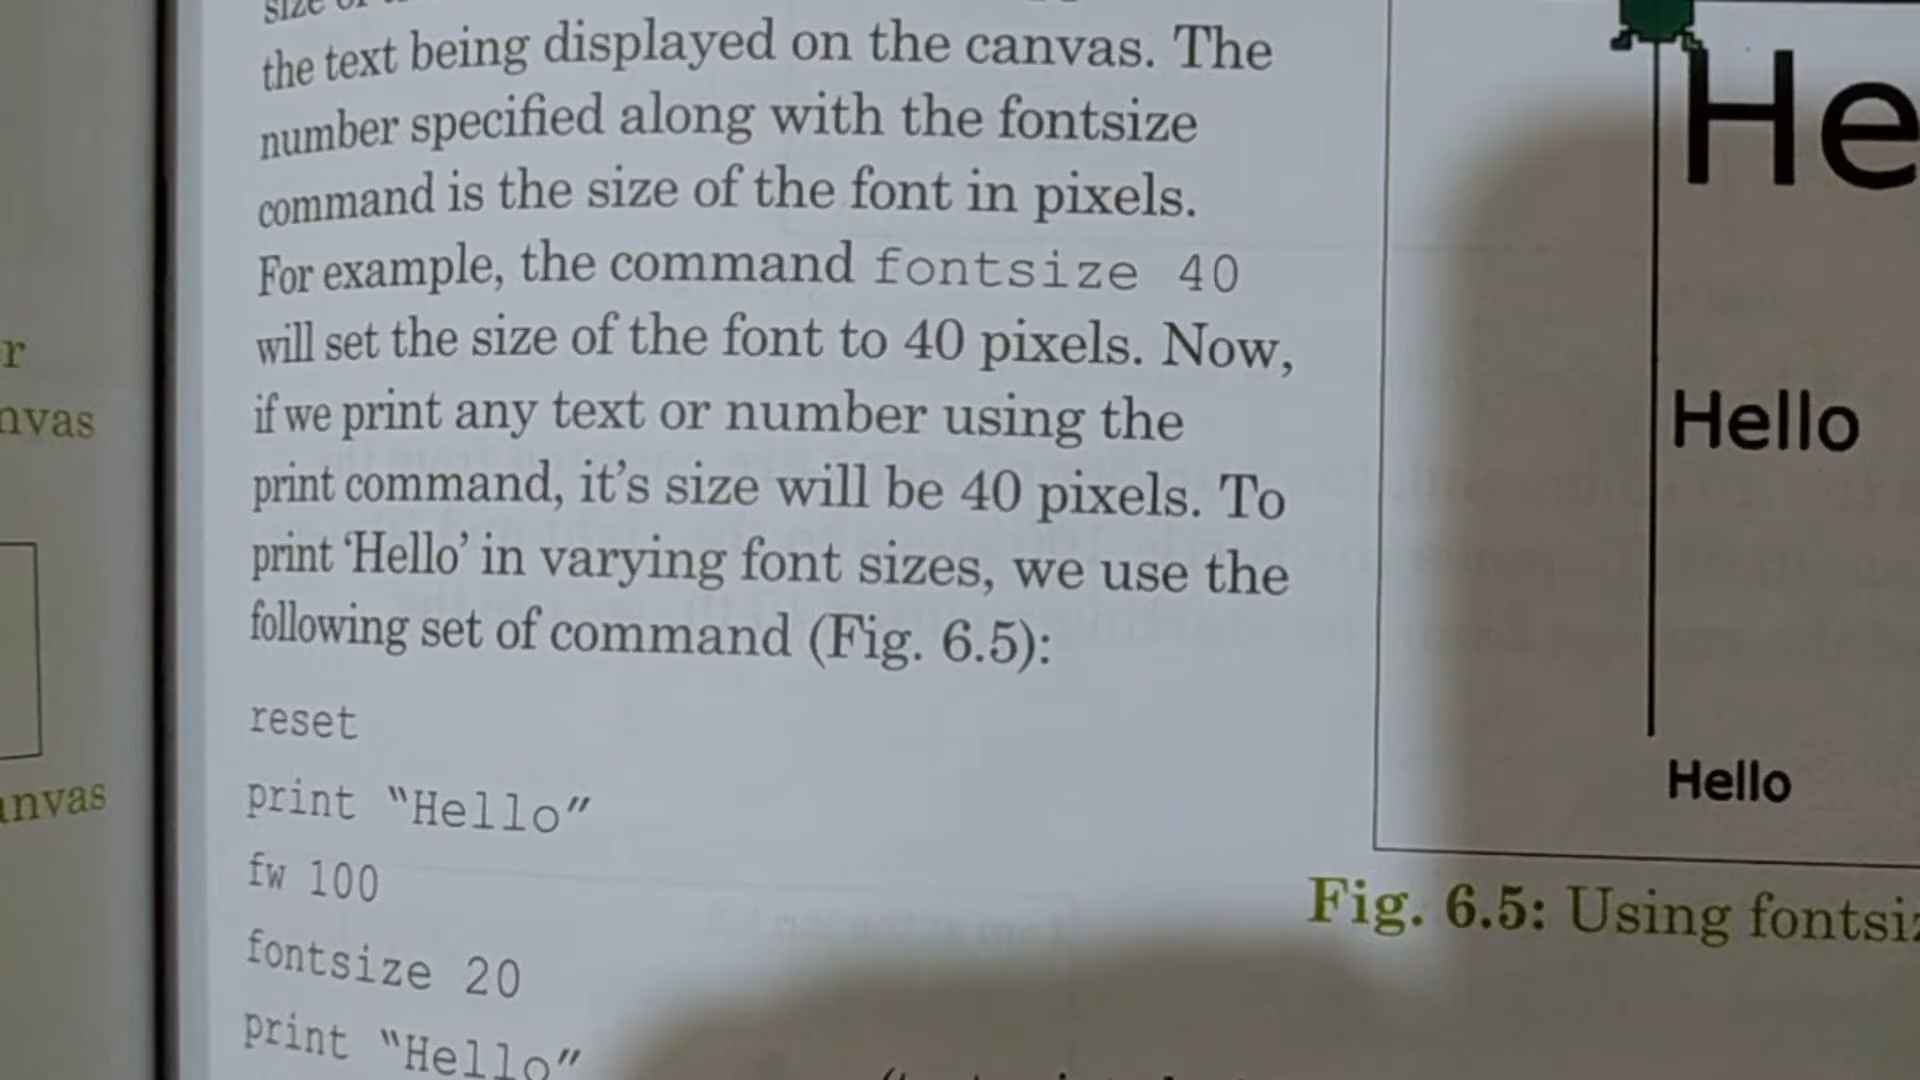 size of
the text being displayed on the canvas. The
number specified along with the fontsize
command is the size of the font in pixels.
For example, the command fontsize 40
will set the size of the font to 40 pixels. Now,
if we print any text or number using the
print command, it’s size will be 40 pixels. To
print ‘Hello’ in varying font sizes, we use the
following set of command (Fig. 6.5):
reset
print “Hello”
fw 100
fontsize 20
print “Hello”
He
Hello
Hello
Fig. 6.5: Using fontsiz
r
nvas
nvas